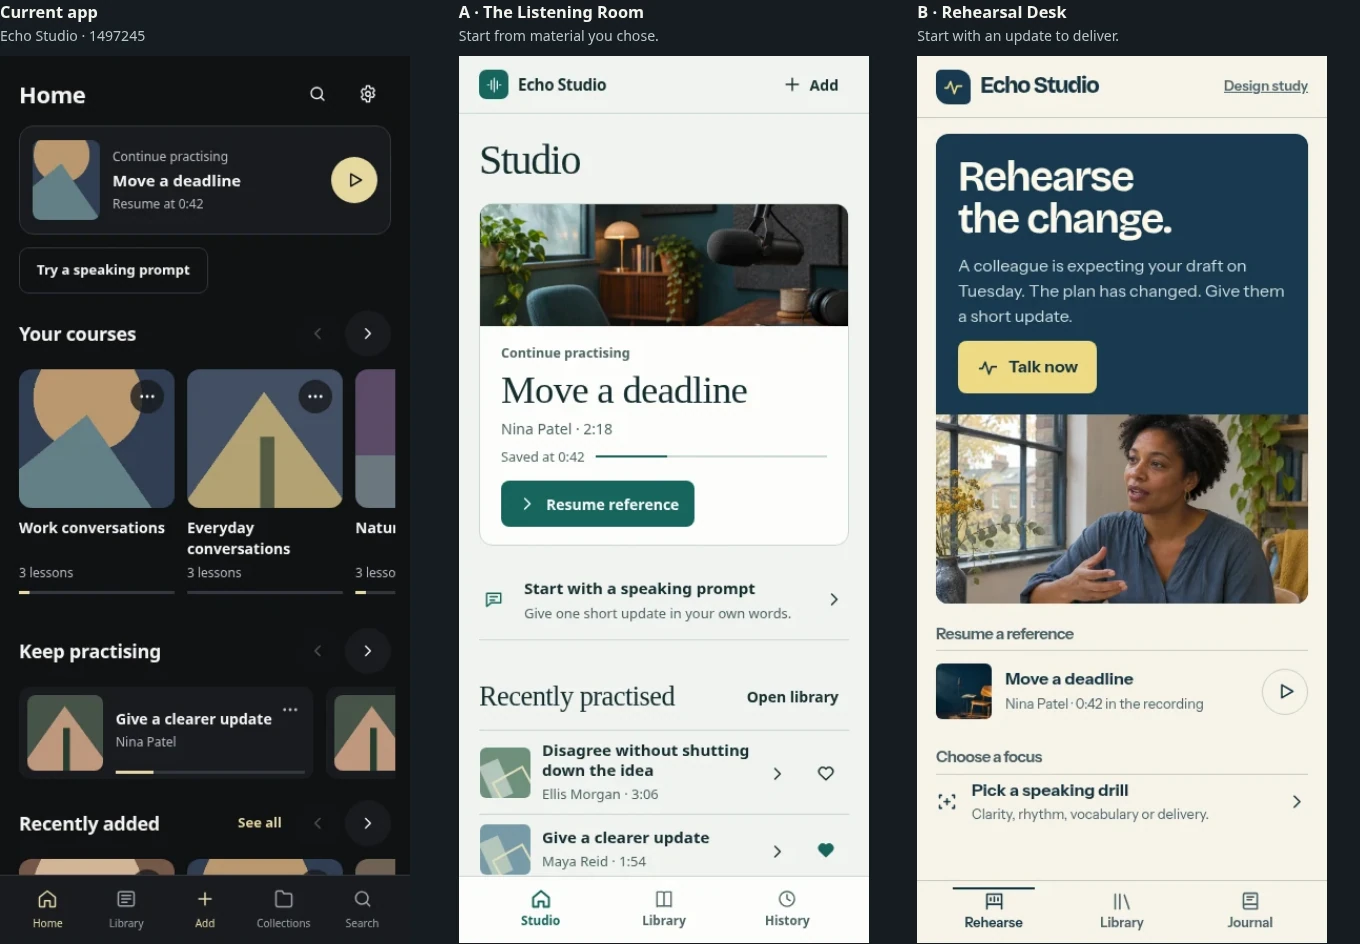 Current app
Echo Studio · 1497245
Home
Continue practising
Move a deadline
Resume at 0:42
Try a speaking prompt
Your courses
Work conversations
3 lessons
Everyday
conversations
3 lessons
Natur
3 lesso
Keep practising
Give a clearer update
Nina Patel
Recently added
See all
Home
Library
Add
Collections
Search
A · The Listening Room
Start from material you chose.
Echo Studio
Add
Studio
Continue practising
Move a deadline
Nina Patel · 2:18
Saved at 0:42
Resume reference
Start with a speaking prompt
Give one short update in your own words.
Recently practised
Open library
Disagree without shutting
down the idea
Ellis Morgan · 3:06
Give a clearer update
Maya Reid · 1:54
Studio
Library
History
B · Rehearsal Desk
Start with an update to deliver.
Echo Studio
Design study
Rehearse
the change.
A colleague is expecting your draft on
Tuesday. The plan has changed. Give them
a short update.
Talk now
Resume a reference
Move a deadline
Nina Patel · 0:42 in the recording
Choose a focus
Pick a speaking drill
Clarity, rhythm, vocabulary or delivery.
Rehearse
Library
Journal